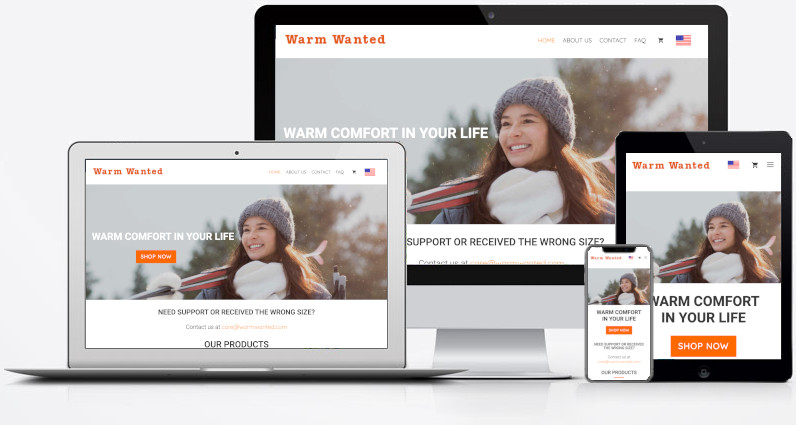 Warm Wanted
HOME ABOUT US CONTACT FAQ
WARM COMFORT IN YOUR LIFE
SUPPORT OR RECEIVED THE WRONG SIZE?
Contact us at care@warmwanted.com
Warm Wanted
HOME ABOUT US CONTACT FAQ
WARM COMFORT IN YOUR LIFE
SHOP NOW
NEED SUPPORT OR RECEIVED THE WRONG SIZE?
Contact us at care@warmwanted.com
OUR PRODUCTS
Warm Wanted
WARM COMFORT
IN YOUR LIFE
SHOP NOW
Warm Wanted
WARM COMFORT
IN YOUR LIFE
SHOP NOW
NEED SUPPORT OR RECEIVED
THE WRONG SIZE?
Contact us at
care@warmwanted.com
OUR PRODUCTS